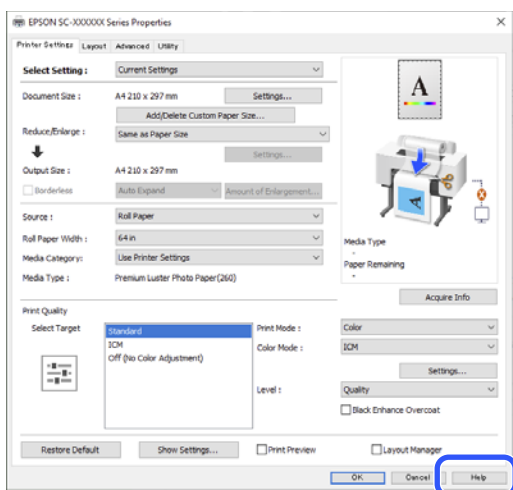 EPSON SC-XXXXXX Series Properties
Printer Settings Layout Advanced Utility
Select Setting : Current Settings
Document Size : A4 210 x 297 mm Settings...
Add/Delete Custom Paper Size...
Reduce/Enlarge : Same as Paper Size
Settings...
Output Size : A4 210 x 297 mm
Borderless Auto Expand Amount of Enlargement...
Source : Roll Paper
Roll Paper Width : 64 in
Media Category: Use Printer Settings
Media Type : Premium Luster Photo Paper(260)
A
A
Media Type
-
Paper Remaining
-
Acquire Info
Print Quality
Select Target
Standard
ICM
Off (No Color Adjustment)
Print Mode : Color
Color Mode : ICM
Settings...
Level : Quality
Black Enhance Overcoat
Restore Default Show Settings... Print Preview Layout Manager
OK Cancel Help